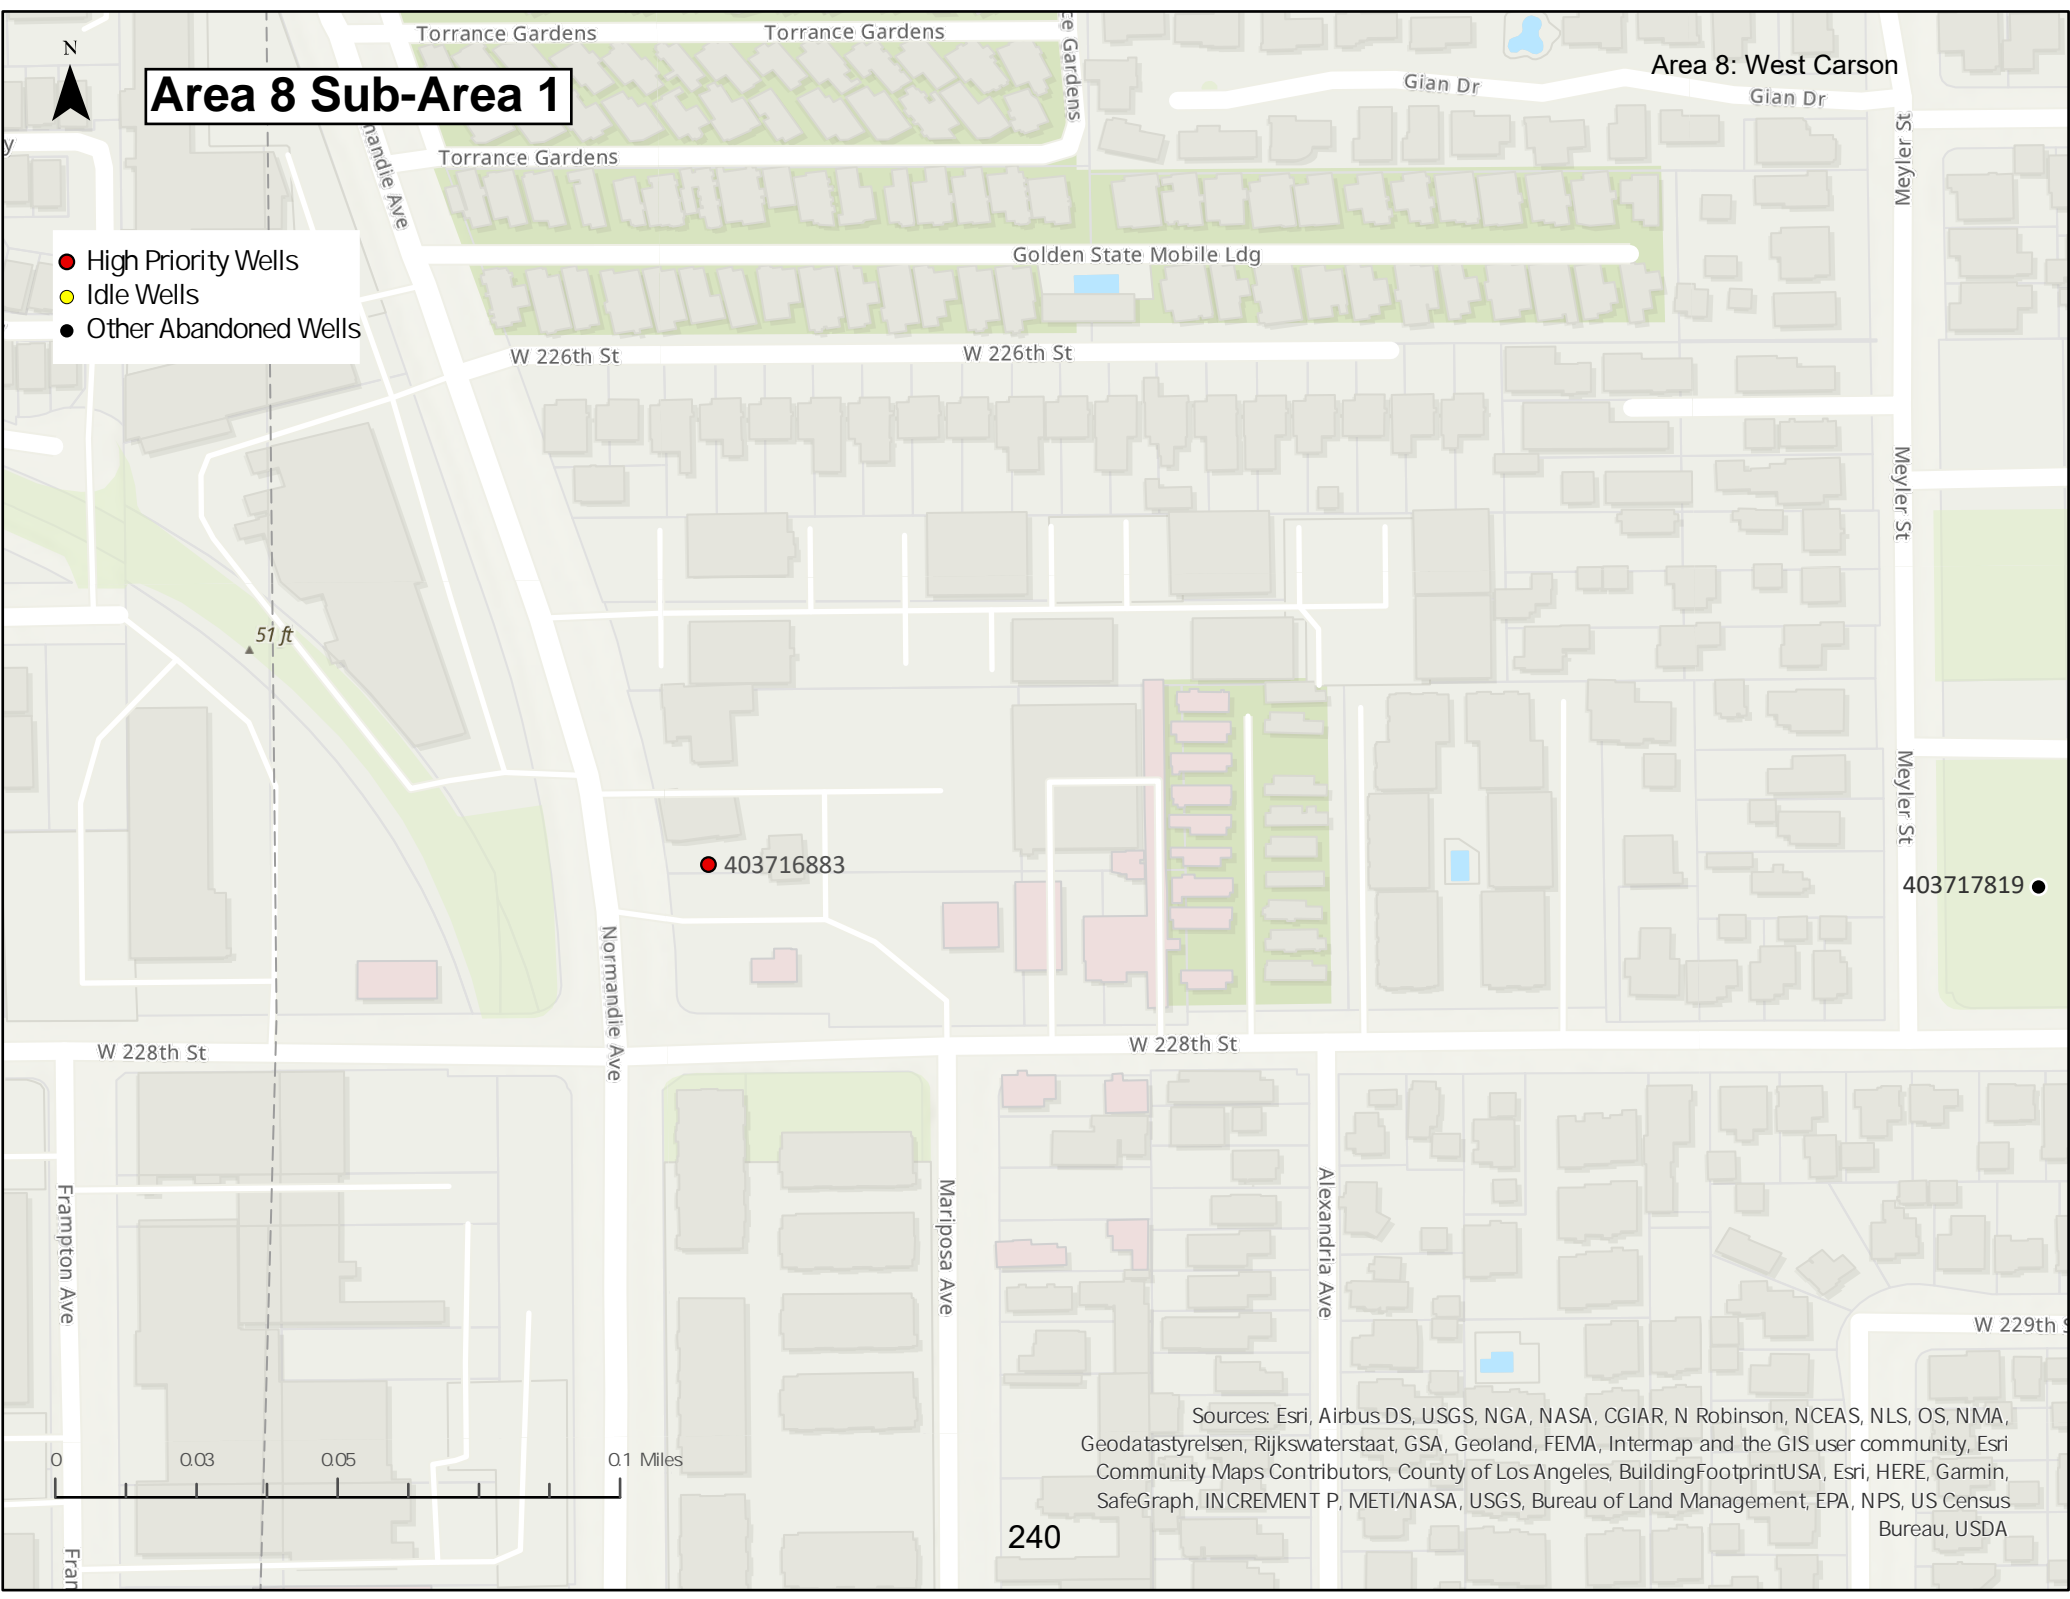 Torrance Gardens
Torrance Gardens
ce Gardens
N
Area 8 Sub-Area 1
Area 8: West Carson
Gian Dr
Gian Dr
Torrance Gardens
mandie Ave
Meyler St
y
High Priority Wells
Idle Wells
Other Abandoned Wells
Golden State Mobile Ldg
W 226th St
W 226th St
Meyler St
51 ft
Meyler St
403716883
403717819
Normandie Ave
W 228th St
W 228th St
Frampton Ave
Mariposa Ave
Alexandria Ave
W 229th S
0
0.03
0.05
0.1 Miles
Sources: Esri, Airbus DS, USGS, NGA, NASA, CGIAR, N Robinson, NCEAS, NLS, OS, NMA,
Geodatastyrelsen, Rijkswaterstaat, GSA, Geoland, FEMA, Intermap and the GIS user community, Esri
Community Maps Contributors, County of Los Angeles, BuildingFootprintUSA, Esri, HERE, Garmin,
SafeGraph, INCREMENT P, METI/NASA, USGS, Bureau of Land Management, EPA, NPS, US Census
Bureau, USDA
240
Fran